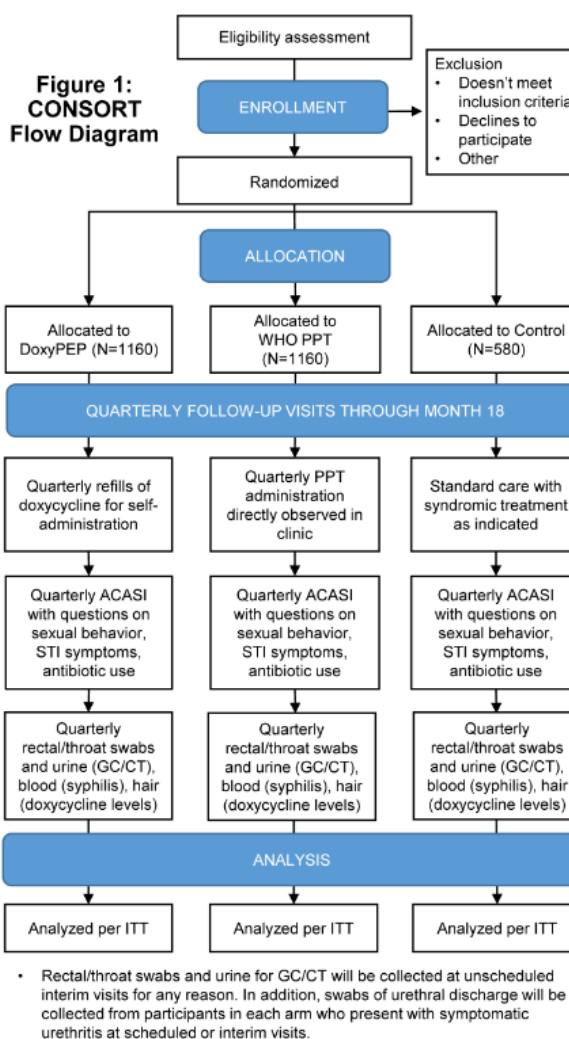 Eligibility assessment
Figure 1:
CONSORT
Flow Diagram
ENROLLMENT
Exclusion
• Doesn't meet
inclusion criteria
• Declines to
participate
• Other
Randomized
ALLOCATION
Allocated to
DoxyPEP (N=1160)
Allocated to
WHO PPT
(N=1160)
Allocated to Control
(N=580)
QUARTERLY FOLLOW-UP VISITS THROUGH MONTH 18
Quarterly refills of
doxycycline for self-
administration
Quarterly PPT
administration
directly observed in
clinic
Standard care with
syndromic treatment
as indicated
Quarterly ACASI
with questions on
sexual behavior,
STI symptoms,
antibiotic use
Quarterly ACASI
with questions on
sexual behavior,
STI symptoms,
antibiotic use
Quarterly ACASI
with questions on
sexual behavior,
STI symptoms,
antibiotic use
Quarterly
rectal/throat swabs
and urine (GC/CT),
blood (syphilis), hair
(doxycycline levels)
Quarterly
rectal/throat swabs
and urine (GC/CT),
blood (syphilis), hair
(doxycycline levels)
Quarterly
rectal/throat swabs
and urine (GC/CT),
blood (syphilis), hair
(doxycycline levels)
ANALYSIS
Analyzed per ITT
Analyzed per ITT
Analyzed per ITT
• Rectal/throat swabs and urine for GC/CT will be collected at unscheduled
interim visits for any reason. In addition, swabs of urethral discharge will be
collected from participants in each arm who present with symptomatic
urethritis at scheduled or interim visits.